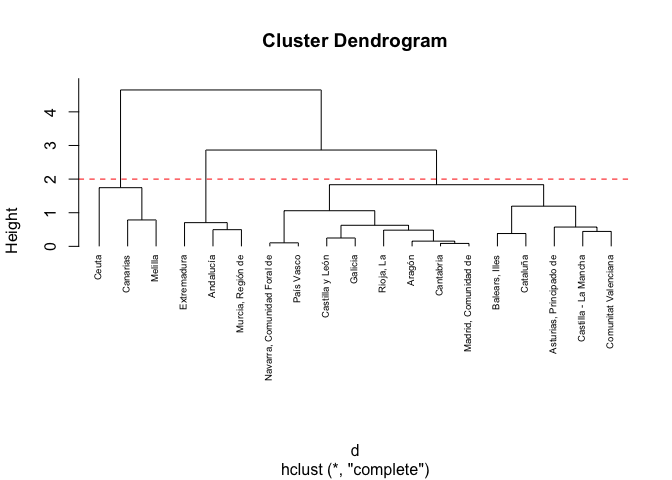 Cluster Dendrogram
Height
4
3
2
1
0
Ceuta
Canarias
Melilla
Extremadura
Andalucía
Murcia, Región de
Navarra, Comunidad Foral de
País Vasco
Castilla y León
Galicia
Rioja, La
Aragón
Cantabria
Madrid, Comunidad de
Balears, Illes
Cataluña
Asturias, Principado de
Castilla - La Mancha
Comunitat Valenciana
d
hclust (*, "complete")